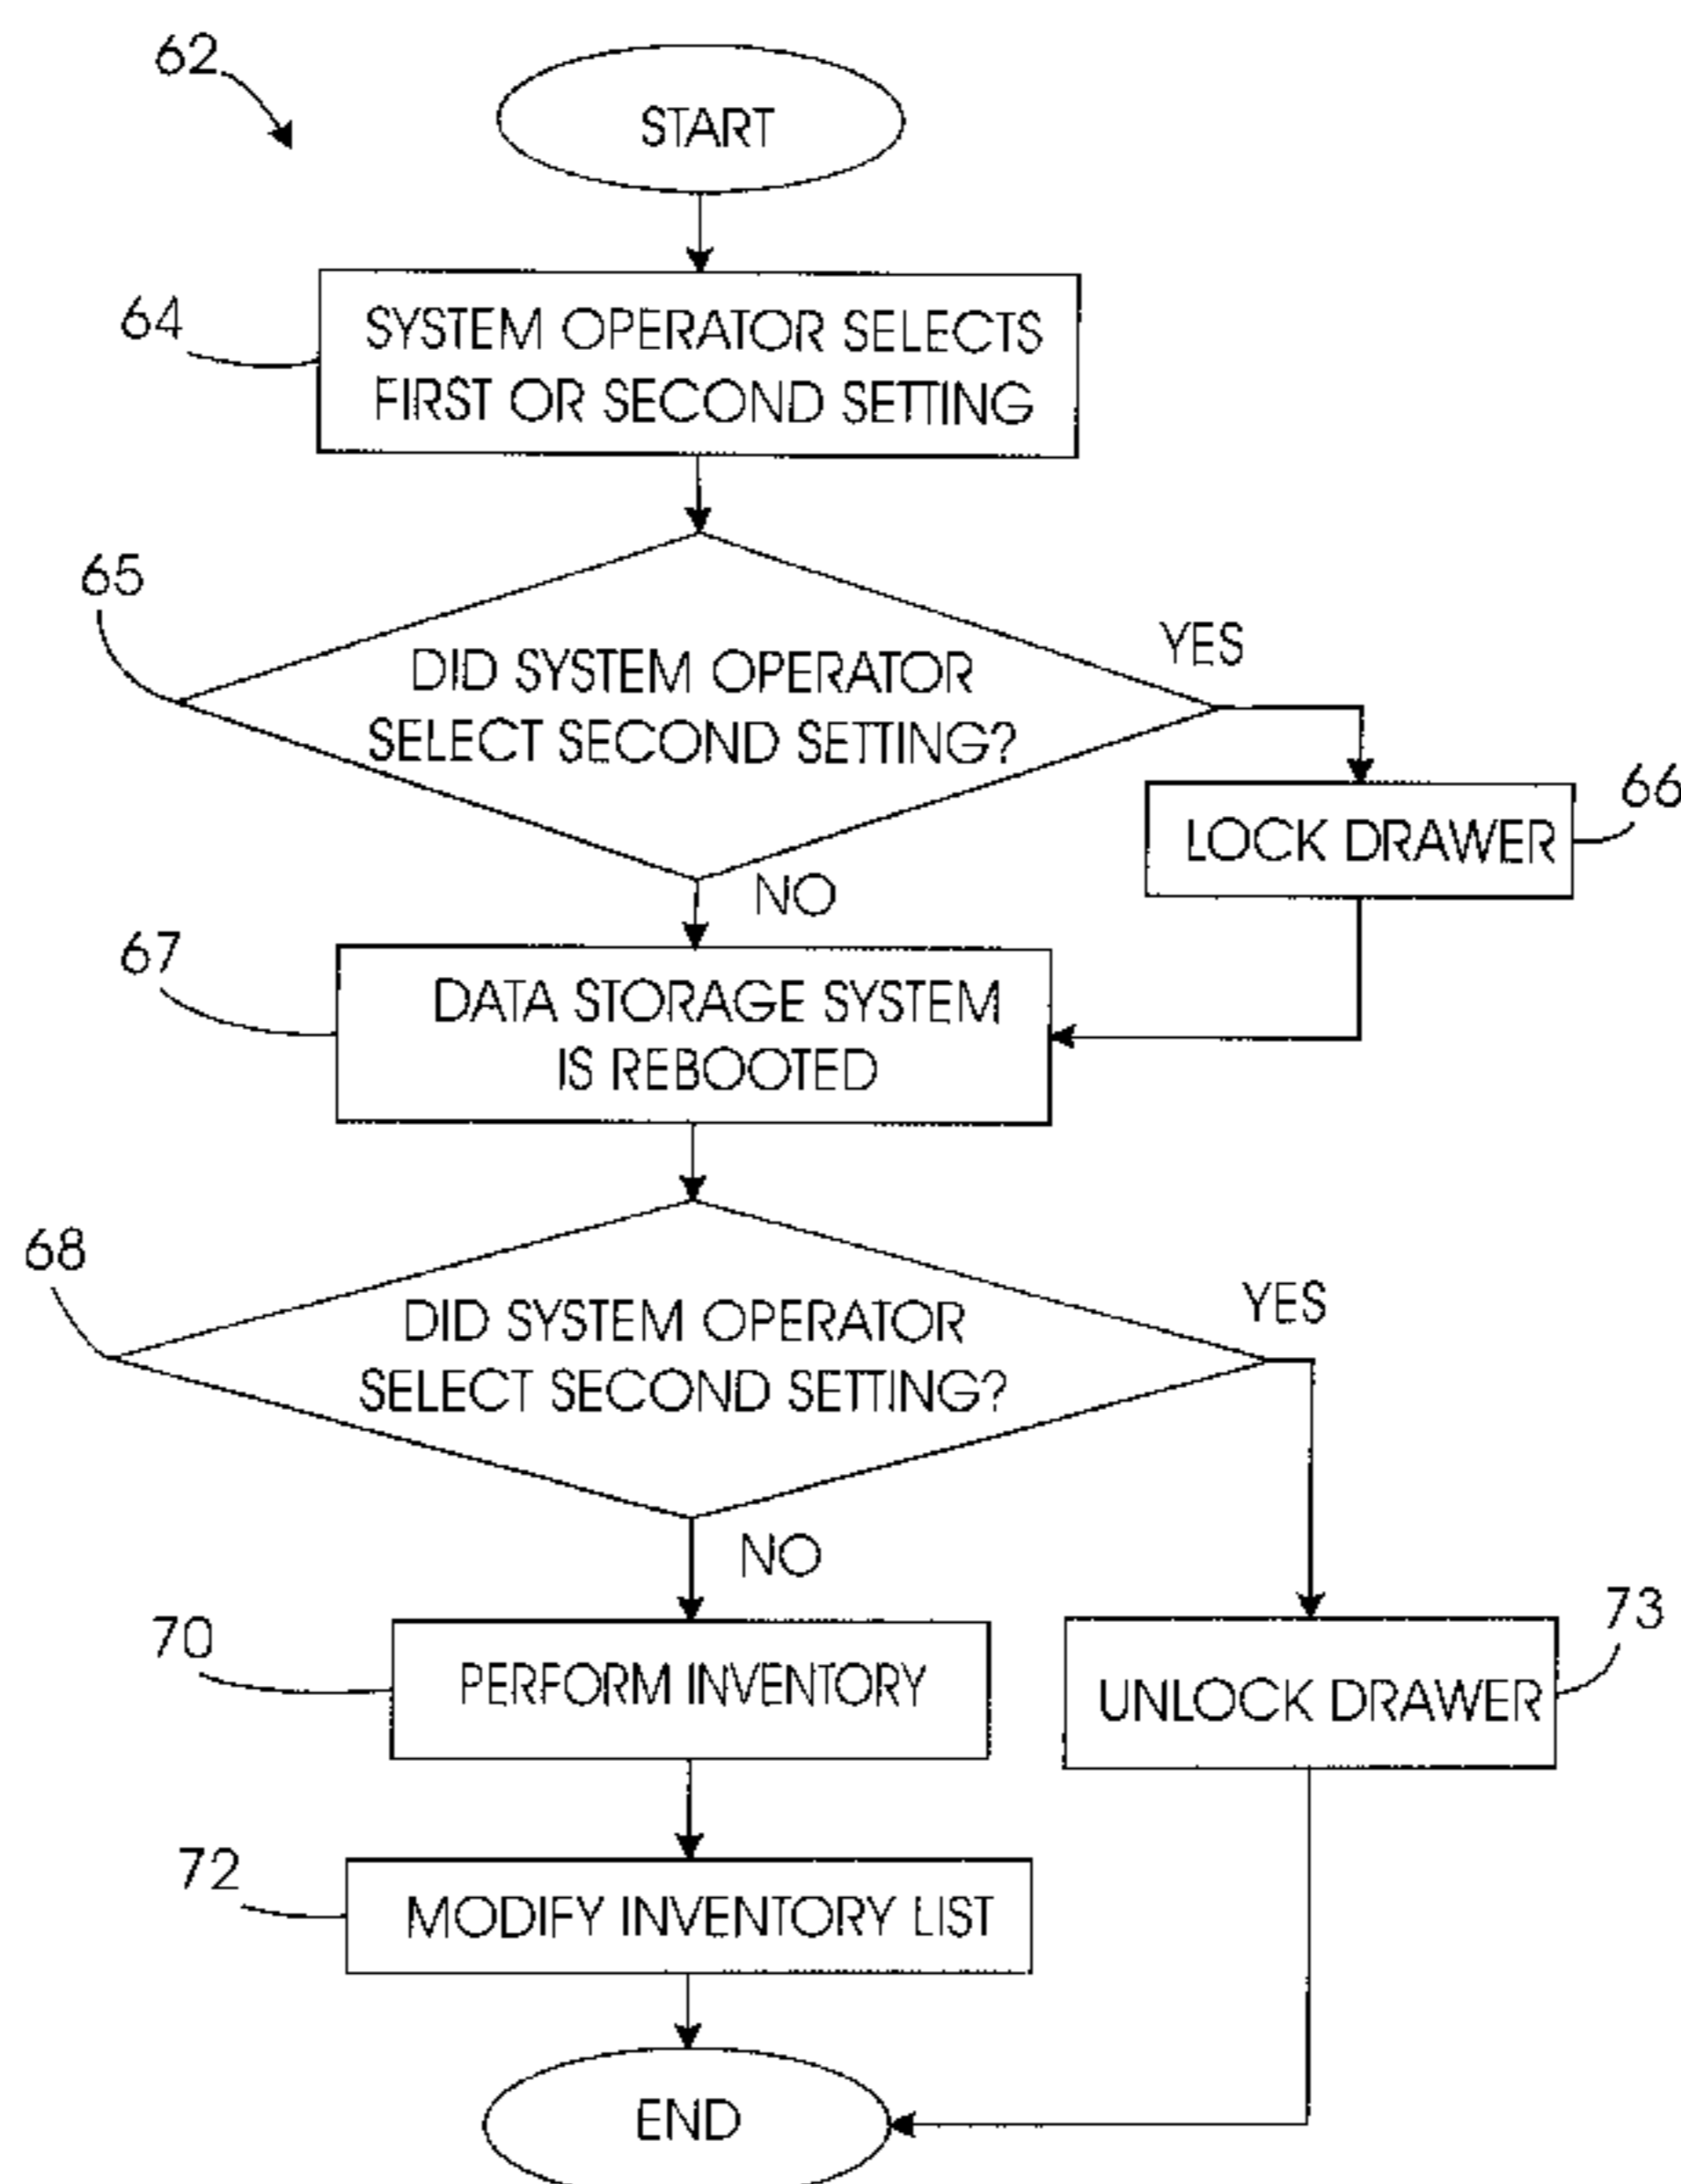 62
START
64
SYSTEM OPERATOR SELECTS
FIRST OR SECOND SETTING
65
DID SYSTEM OPERATOR
SELECT SECOND SETTING?
YES
66
LOCK DRAWER
NO
67
DATA STORAGE SYSTEM
IS REBOOTED
68
DID SYSTEM OPERATOR
SELECT SECOND SETTING?
YES
NO
70
PERFORM INVENTORY
73
UNLOCK DRAWER
72
MODIFY INVENTORY LIST
END